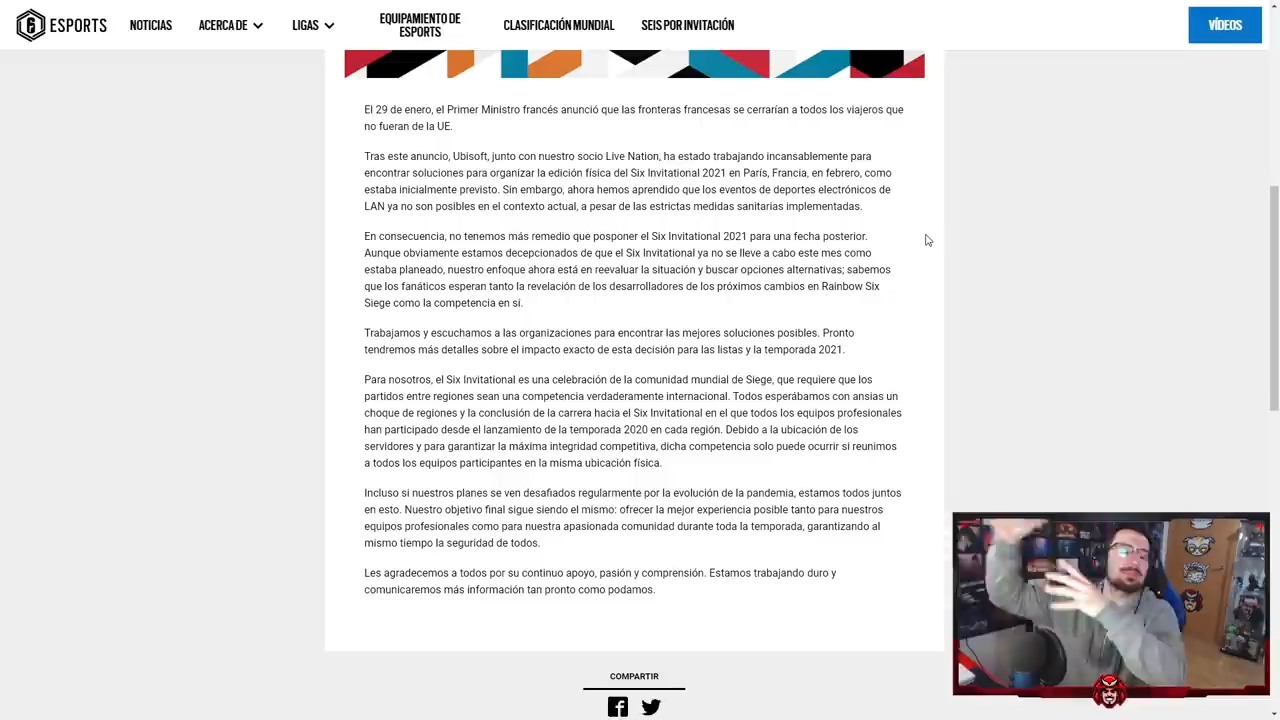 ESPORTS
NOTICIAS
ACERCA DE
LIGAS
EQUIPAMIENTO DE
ESPORTS
CLASIFICACIÓN MUNDIAL
SEIS POR INVITACIÓN
VÍDEOS
El 29 de enero, el Primer Ministro francés anunció que las fronteras francesas se cerrarían a todos los viajeros que
no fueran de la UE.
Tras este anuncio, Ubisoft, junto con nuestro socio Live Nation, ha estado trabajando incansablemente para
encontrar soluciones para organizar la edición física del Six Invitational 2021 en París, Francia, en febrero, como
estaba inicialmente previsto. Sin embargo, ahora hemos aprendido que los eventos de deportes electrónicos de
LAN ya no son posibles en el contexto actual, a pesar de las estrictas medidas sanitarias implementadas.
En consecuencia, no tenemos más remedio que posponer el Six Invitational 2021 para una fecha posterior.
Aunque obviamente estamos decepcionados de que el Six Invitational ya no se lleve a cabo este mes como
estaba planeado, nuestro enfoque ahora está en reevaluar la situación y buscar opciones alternativas; sabemos
que los fanáticos esperan tanto la revelación de los desarrolladores de los próximos cambios en Rainbow Six
Siege como la competencia en sí.
Trabajamos y escuchamos a las organizaciones para encontrar las mejores soluciones posibles. Pronto
tendremos más detalles sobre el impacto exacto de esta decisión para las listas y la temporada 2021.
Para nosotros, el Six Invitational es una celebración de la comunidad mundial de Siege, que requiere que los
partidos entre regiones sean una competencia verdaderamente internacional. Todos esperábamos con ansias un
choque de regiones y la conclusión de la carrera hacia el Six Invitational en el que todos los equipos profesionales
han participado desde el lanzamiento de la temporada 2020 en cada región. Debido a la ubicación de los
servidores y para garantizar la máxima integridad competitiva, dicha competencia solo puede ocurrir si reunimos
a todos los equipos participantes en la misma ubicación física.
Incluso si nuestros planes se ven desafiados regularmente por la evolución de la pandemia, estamos todos juntos
en esto. Nuestro objetivo final sigue siendo el mismo: ofrecer la mejor experiencia posible tanto para nuestros
equipos profesionales como para nuestra apasionada comunidad durante toda la temporada, garantizando al
mismo tiempo la seguridad de todos.
Les agradecemos a todos por su continuo apoyo, pasión y comprensión. Estamos trabajando duro y
comunicaremos más información tan pronto como podamos.
COMPARTIR